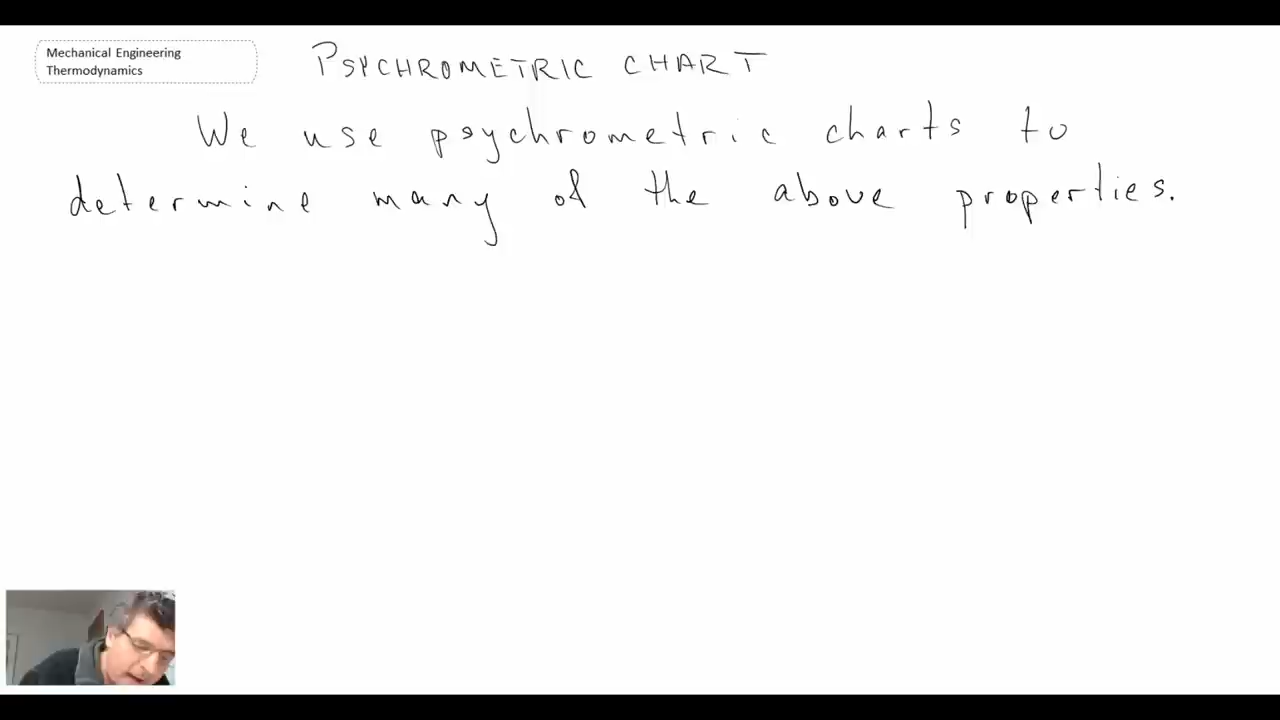 Mechanical Engineering
Thermodynamics
PSYCHROMETRIC CHART
We use psychrometric charts to
determine many of the above properties.